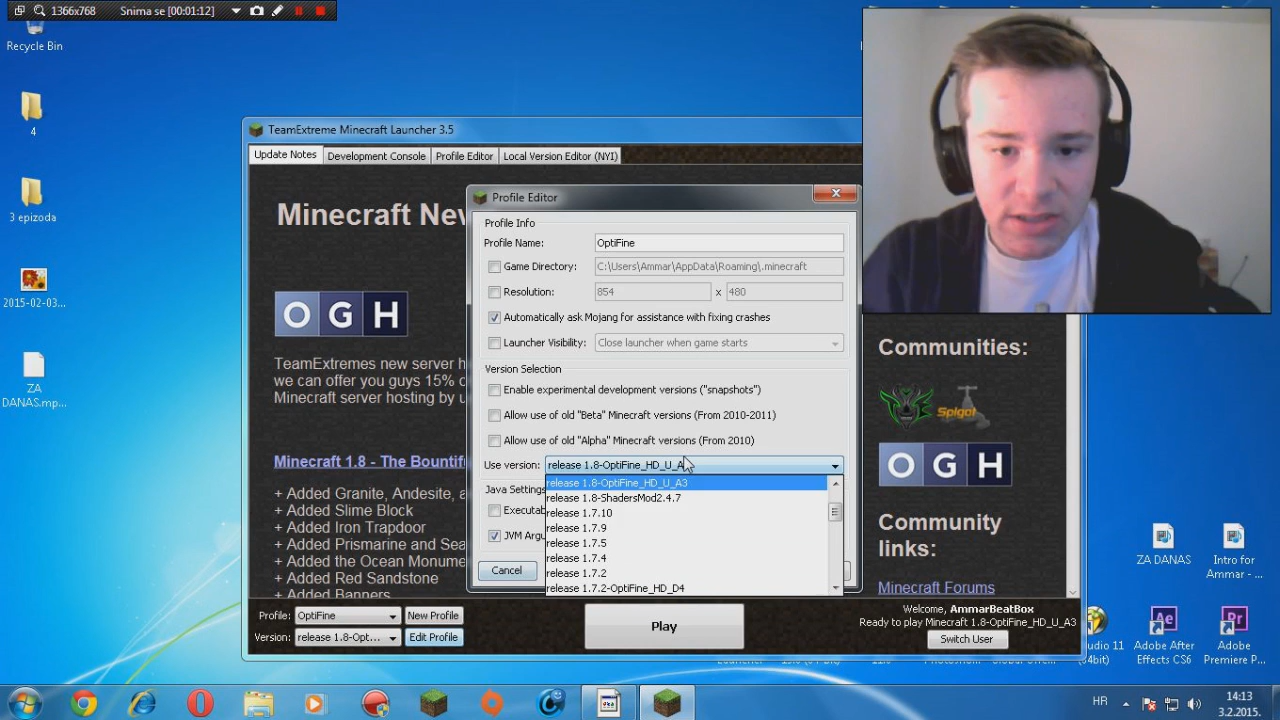 1366x768 Snima se [00:01:12]
Recycle Bin
4
3 epizoda
2015-02-03...
ZA
DANAS.mp...
TeamExtreme Minecraft Launcher 3.5
Update Notes Development Console Profile Editor Local Version Editor (NYI)
Minecraft Nev
OGH
TeamExtremes new server h
we can offer you guys 15% c
Minecraft server hosting by u
Minecraft 1.8 - The Bountif
+ Added Granite, Andesite, a
+ Added Slime Block
+ Added Iron Trapdoor
+ Added Prismarine and Sea
+ Added the Ocean Monume
+ Added Red Sandstone
+ Added Banners
Profile Editor
Profile Info
Profile Name: OptiFine
Game Directory: C:\Users\Ammar\AppData\Roaming\.minecraft
Resolution: 854 x 480
Automatically ask Mojang for assistance with fixing crashes
Launcher Visibility: Close launcher when game starts
Version Selection
Enable experimental development versions ("snapshots")
Allow use of old "Beta" Minecraft versions (From 2010-2011)
Allow use of old "Alpha" Minecraft versions (From 2010)
Use version: release 1.8-OptiFine_HD_U_A
release 1.8-OptiFine_HD_U_A3
release 1.8-ShadersMod2.4.7
release 1.7.10
release 1.7.9
release 1.7.5
release 1.7.4
release 1.7.2
release 1.7.2-OptiFine_HD_D4
Java Settings
Executab
JVM Argu
Cancel
Communities:
Spigot
OGH
Community
links:
Minecraft Forums
Profile: OptiFine New Profile
Version: release 1.8-Opt... Edit Profile
Play
Welcome, AmmarBeatBox
Ready to play Minecraft 1.8-OptiFine_HD_U_A3
Switch User
ZA DANAS
Intro for
Ammar - ...
Adobe After
Effects CS6
Adobe
Premiere P...
HR
14:13
3.2.2015.